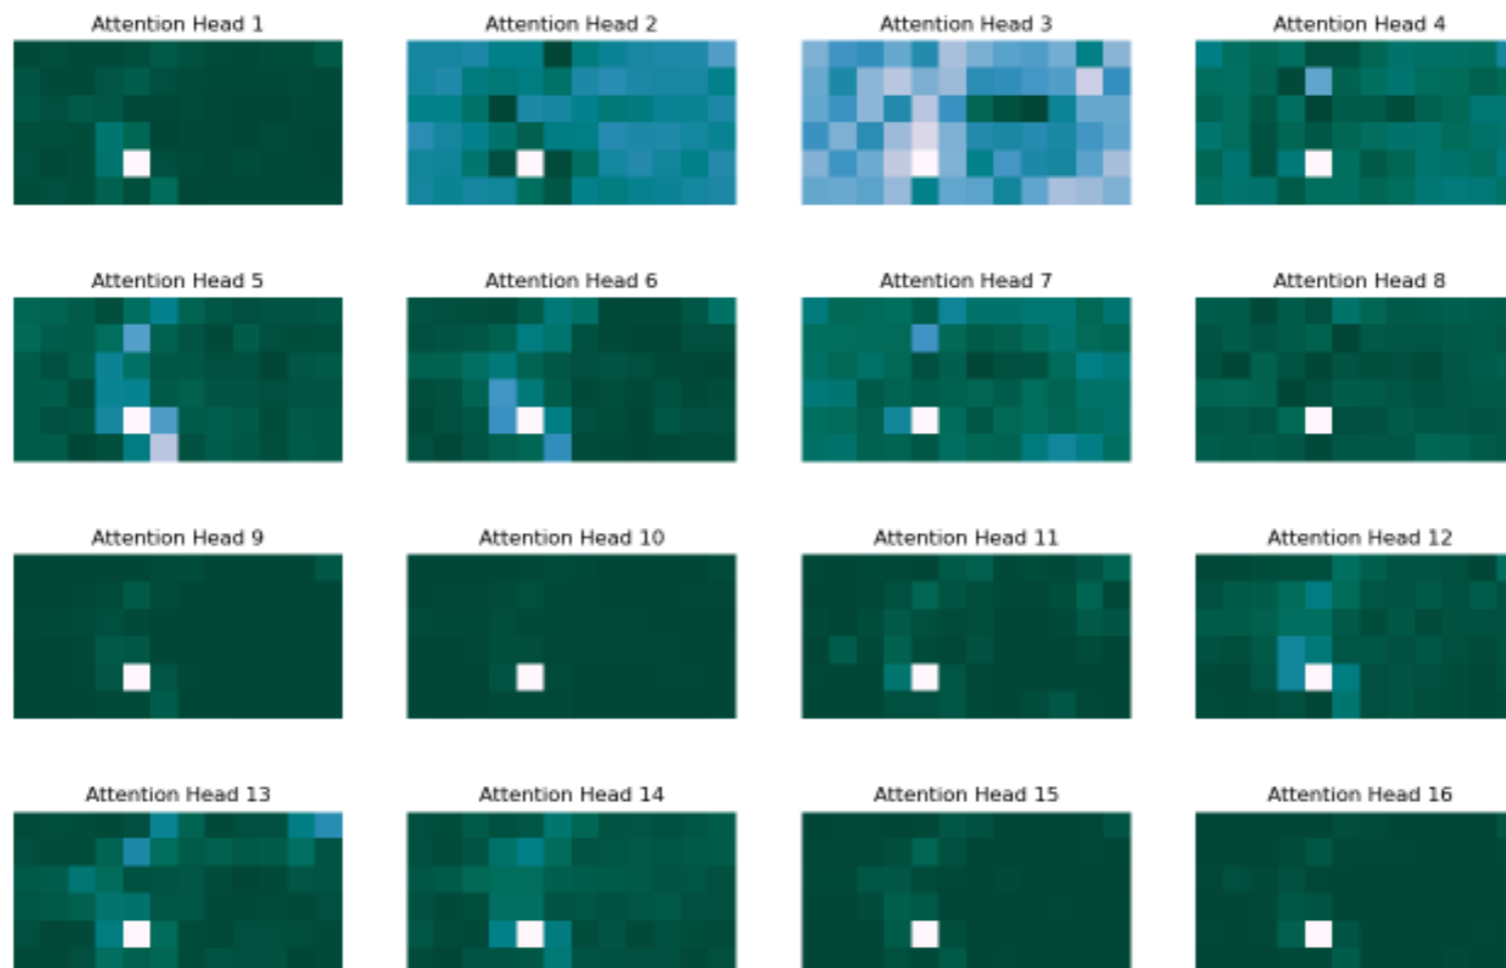 Attention Head 1
Attention Head 2
Attention Head 3
Attention Head 4
Attention Head 5
Attention Head 6
Attention Head 7
Attention Head 8
Attention Head 9
Attention Head 10
Attention Head 11
Attention Head 12
Attention Head 13
Attention Head 14
Attention Head 15
Attention Head 16